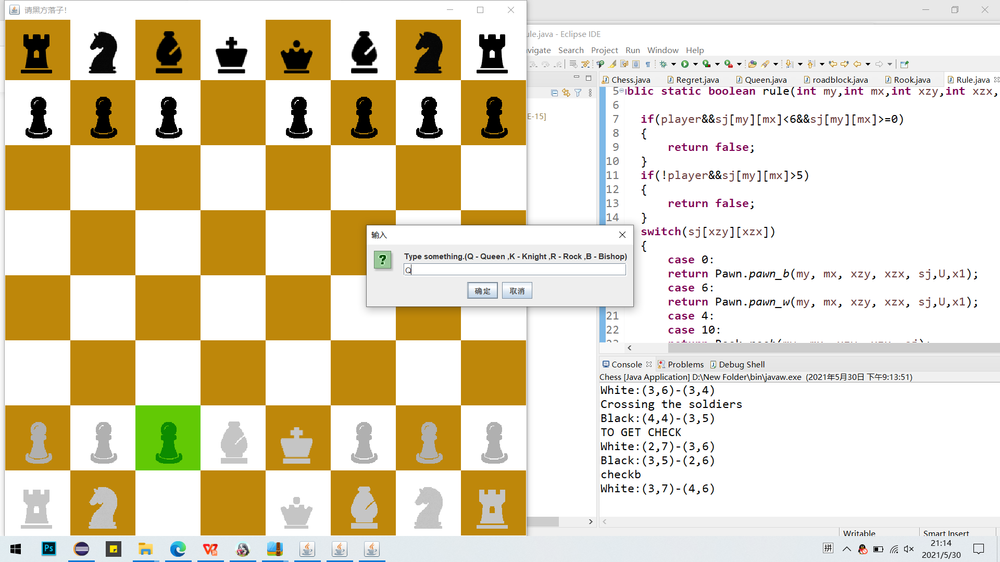 请黑方落子!
ule.java - Eclipse IDE
avigate Search Project Run Window Help
Chess.java Regret.java Queen.java roadblock.java Rook.java Rule.java
E-15]
5 blic static boolean rule(int my,int mx,int xzy,int xzx,
6
7 if(player&&sj[my][mx]<6&&sj[my][mx]>=0)
8 {
9 return false;
10 }
11 if(!player&&sj[my][mx]>5)
12 {
13 return false;
14 }
switch(sj[xzy][xzx])
{
case 0:
return Pawn.pawn_b(my, mx, xzy, xzx, sj,U,x1);
case 6:
return Pawn.pawn_w(my, mx, xzy, xzx, sj,U,x1);
21 case 4:
22 case 10:
输入
Type something.(Q - Queen ,K - Knight ,R - Rock ,B - Bishop)
Q
确定 取消
Console Problems Debug Shell
Chess [Java Application] D:\New Folder\bin\javaw.exe (2021年5月30日 下午9:13:51)
White:(3,6)-(3,4)
Crossing the soldiers
Black:(4,4)-(3,5)
TO GET CHECK
White:(2,7)-(3,6)
Black:(3,5)-(2,6)
checkb
White:(3,7)-(4,6)
Writable Smart Insert
Ps
拼
21:14
2021/5/30